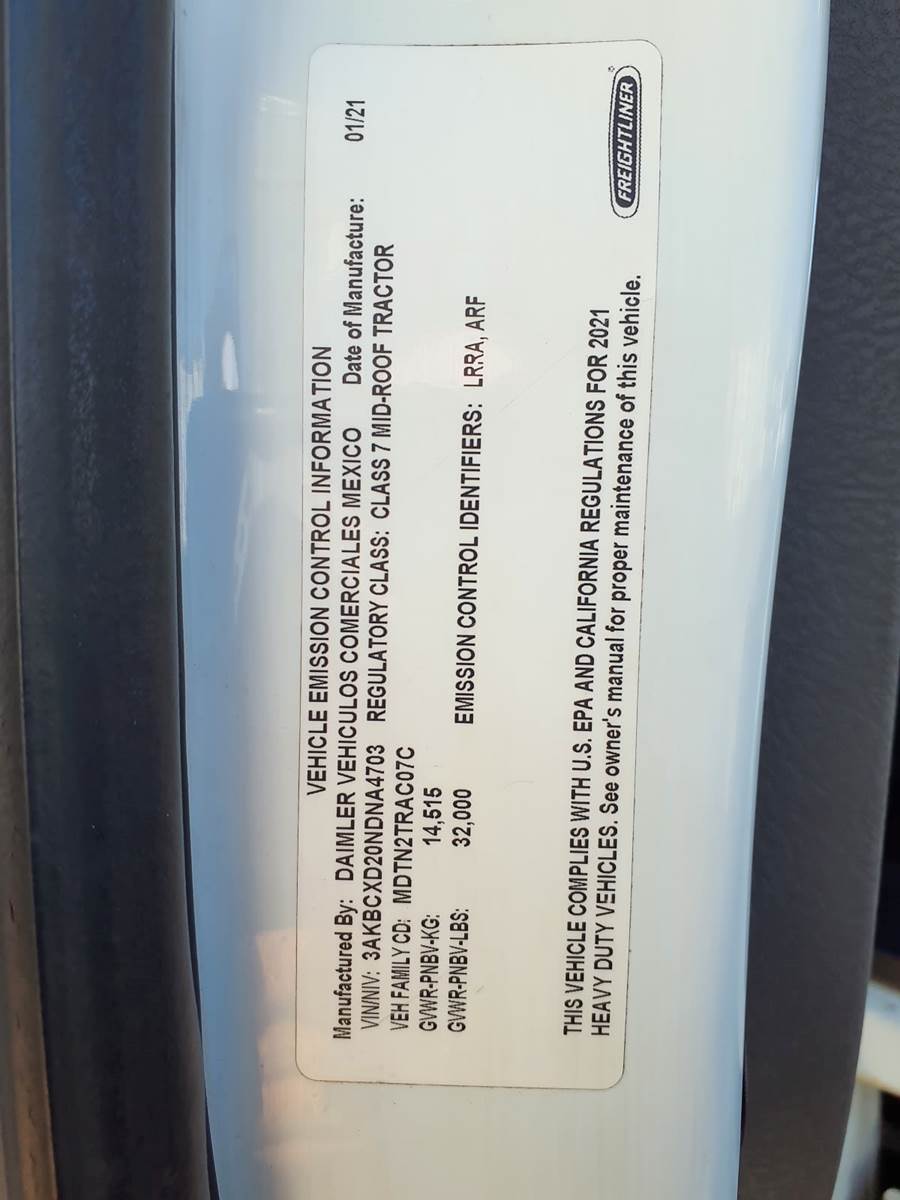 VEHICLE EMISSION CONTROL INFORMATION
Manufactured By: DAIMLER VEHICULOS COMERCIALES MEXICO Date of Manufacture: 01/21
VIN/NIV: 3AKBCXD20NDNA4703 REGULATORY CLASS: CLASS 7 MID-ROOF TRACTOR
VEH FAMILY CD: MDTN2TRAC07C
GVWR-PNBV-KG: 14,515
GVWR-PNBV-LBS: 32,000 EMISSION CONTROL IDENTIFIERS: LRRA, ARF
THIS VEHICLE COMPLIES WITH U.S. EPA AND CALIFORNIA REGULATIONS FOR 2021
HEAVY DUTY VEHICLES. See owner's manual for proper maintenance of this vehicle.
FREIGHTLINER